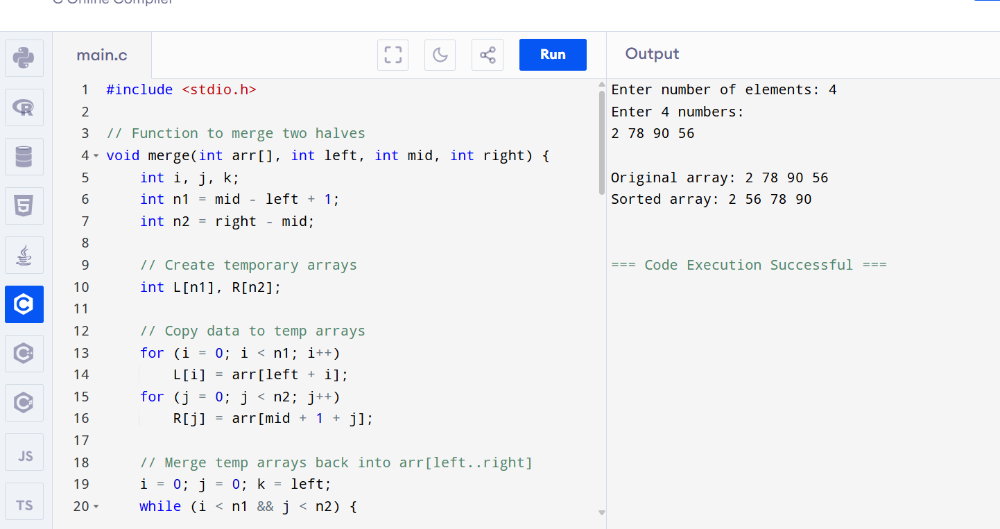 C Online Compiler
main.c
Run
Output
1 #include <stdio.h>
2
3 // Function to merge two halves
4 void merge(int arr[], int left, int mid, int right) {
5     int i, j, k;
6     int n1 = mid - left + 1;
7     int n2 = right - mid;
8
9     // Create temporary arrays
10     int L[n1], R[n2];
11
12     // Copy data to temp arrays
13     for (i = 0; i < n1; i++)
14         L[i] = arr[left + i];
15     for (j = 0; j < n2; j++)
16         R[j] = arr[mid + 1 + j];
17
18     // Merge temp arrays back into arr[left..right]
19     i = 0; j = 0; k = left;
20     while (i < n1 && j < n2) {
Enter number of elements: 4
Enter 4 numbers:
2 78 90 56
Original array: 2 78 90 56
Sorted array: 2 56 78 90
=== Code Execution Successful ===
R
5
C
C++
C#
JS
TS